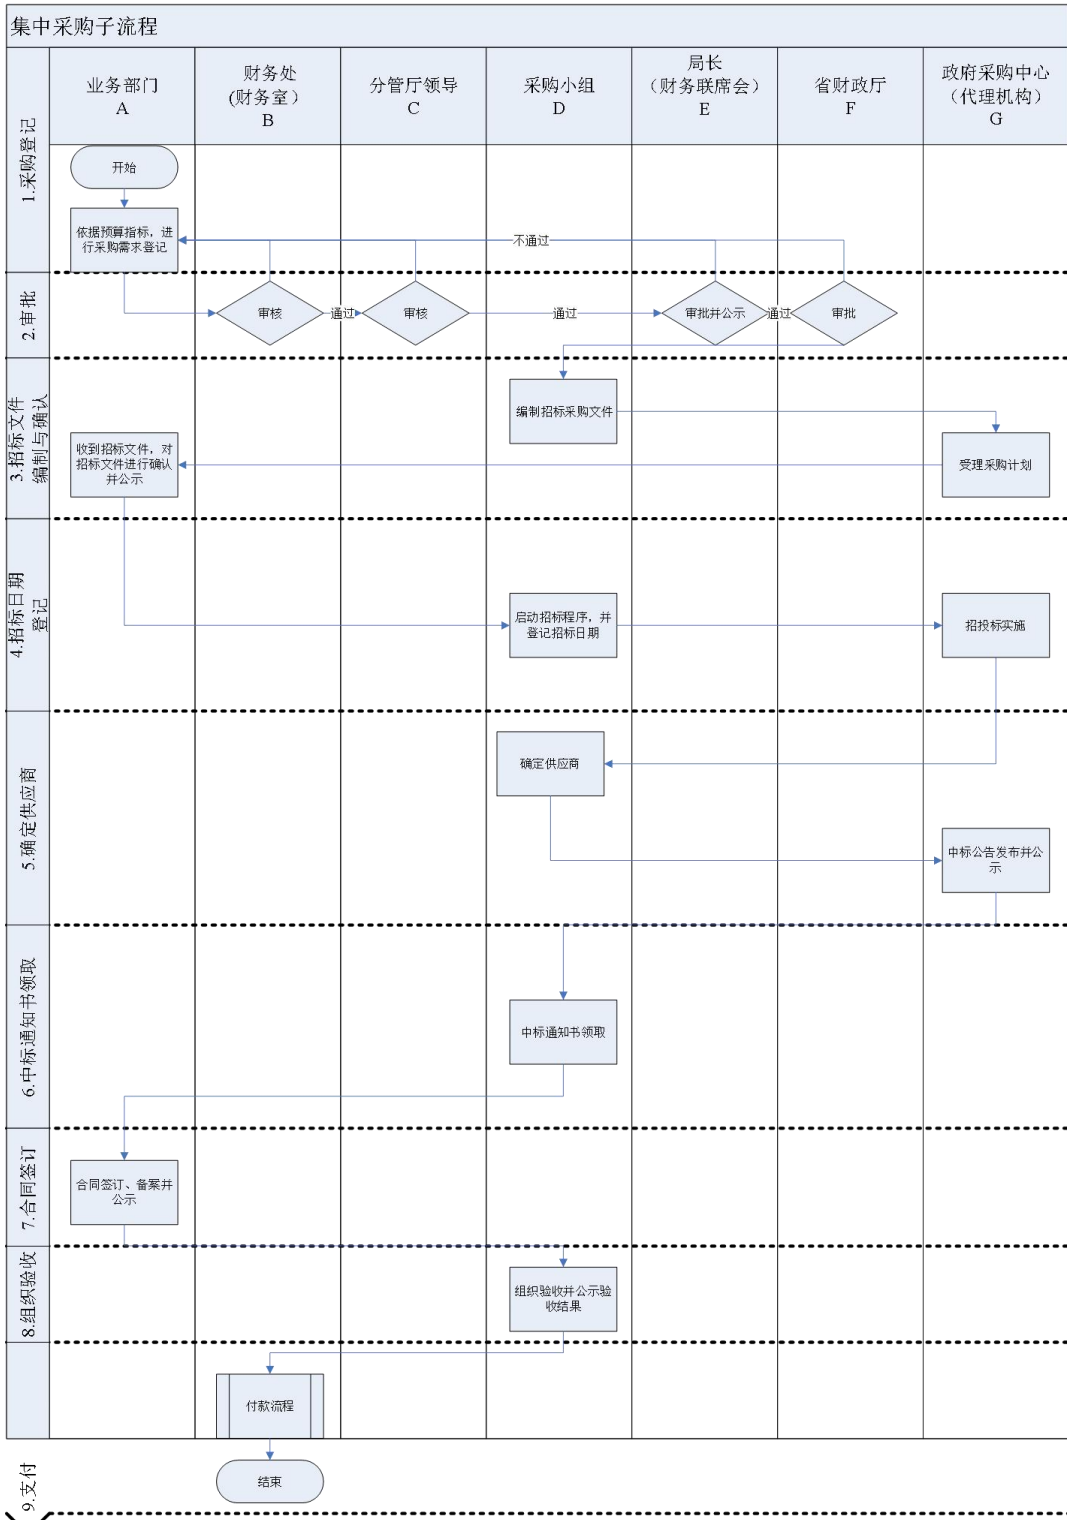 集中采购子流程
业务部门
A
财务处
(财务室)
B
分管厅领导
C
采购小组
D
局长
（财务联席会）
E
省财政厅
F
政府采购中心
（代理机构）
G
1.采购登记
开始
依据预算指标，进
行采购需求登记
不通过
2.审批
审核
通过
审核
通过
审批并公示
通过
审批
3.招标文件
编制与确认
编制招标采购文件
收到招标文件，对
招标文件进行确认
并公示
受理采购计划
4.招标日期
登记
启动招标程序，并
登记招标日期
招投标实施
5.确定供应商
确定供应商
中标公告发布并公
示
6.中标通知书领取
中标通知书领取
7.合同签订
合同签订、备案并
公示
8.组织验收
组织验收并公示验
收结果
付款流程
9.支付
结束